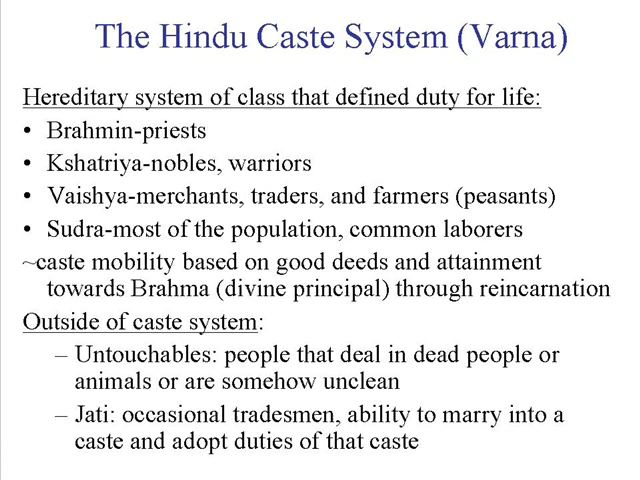 The Hindu Caste System (Varna)
Hereditary system of class that defined duty for life:
• Brahmin-priests
• Kshatriya-nobles, warriors
• Vaishya-merchants, traders, and farmers (peasants)
• Sudra-most of the population, common laborers
~caste mobility based on good deeds and attainment
towards Brahma (divine principal) through reincarnation
Outside of caste system:
– Untouchables: people that deal in dead people or
animals or are somehow unclean
– Jati: occasional tradesmen, ability to marry into a
caste and adopt duties of that caste